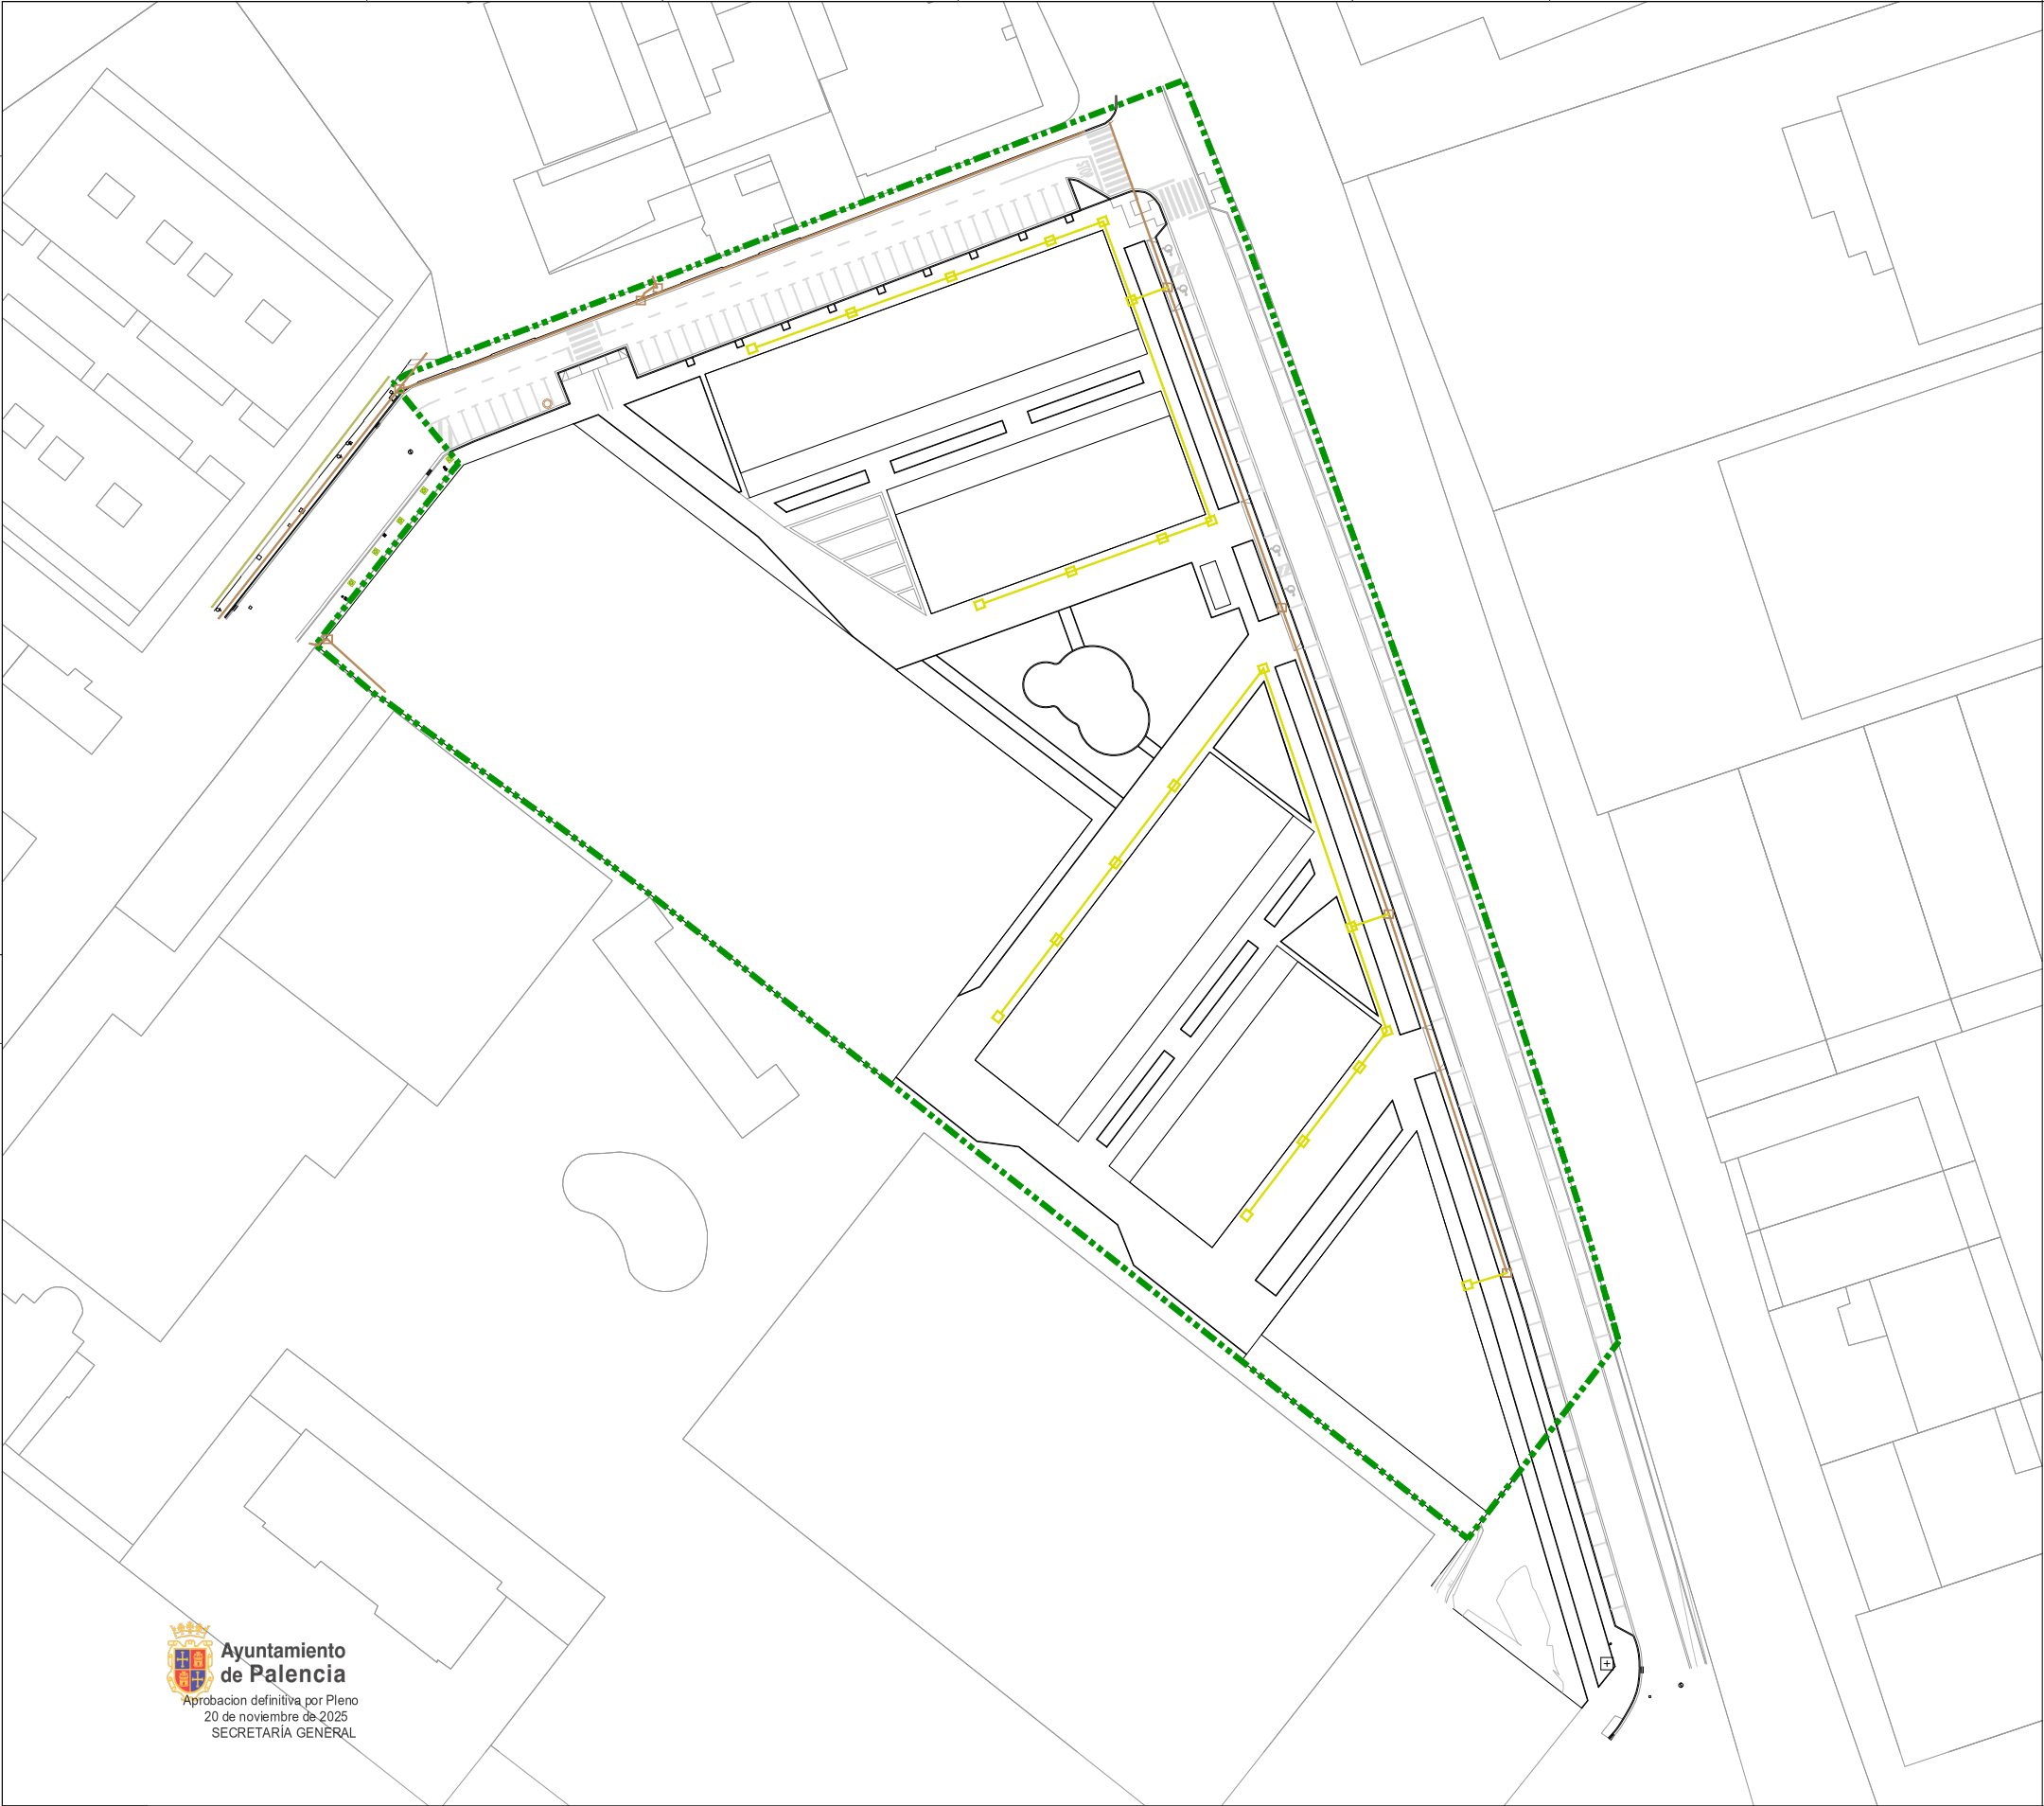 Ayuntamiento
de Palencia
Aprobacion definitiva por Pleno
20 de noviembre de 2025
SECRETARÍA GENERAL